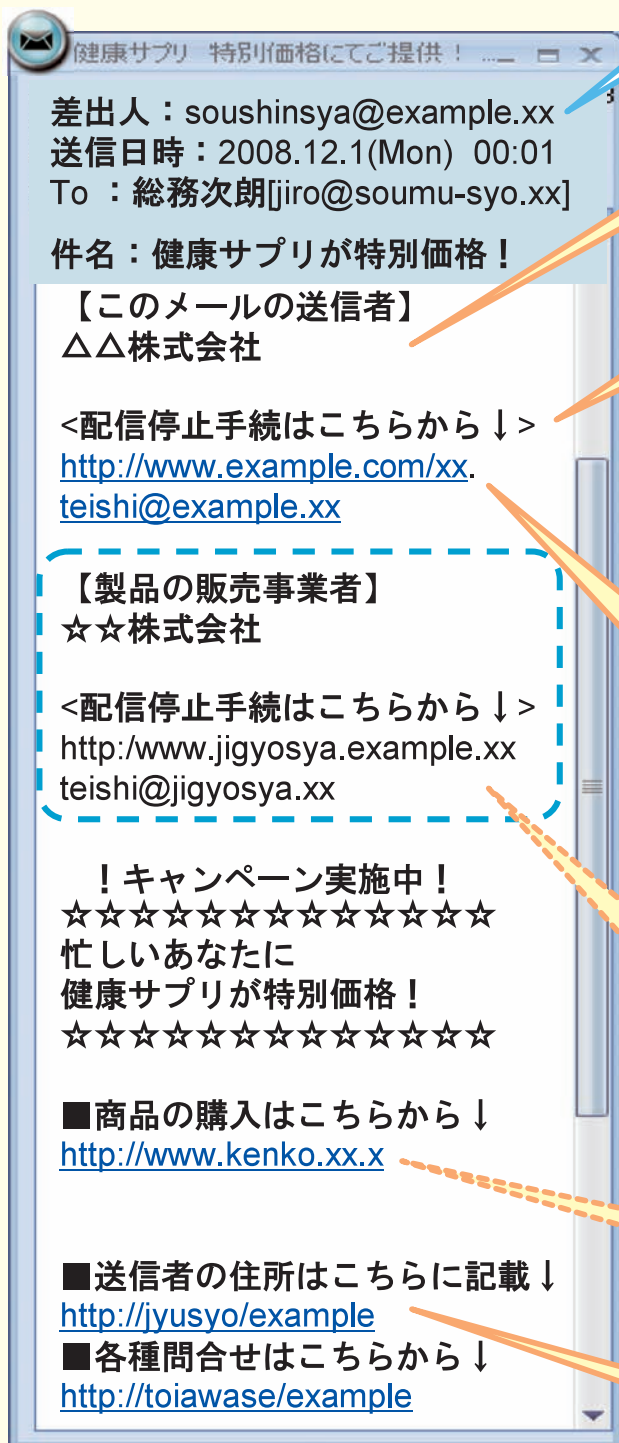 健康サプリ 特別価格にてご提供！ ...
差出人：soushinsya@example.xx
送信日時：2008.12.1(Mon) 00:01
To ：総務次朗[jiro@soumu-syo.xx]
件名：健康サプリが特別価格！
【このメールの送信者】
△△株式会社
<配信停止手続はこちらから↓>
http://www.example.com/xx.
teishi@example.xx
【製品の販売事業者】
☆☆株式会社
<配信停止手続はこちらから↓>
http:/www.jigyosya.example.xx
teishi@jigyosya.xx
！キャンペーン実施中！
☆☆☆☆☆☆☆☆☆☆☆☆☆
忙しいあなたに
健康サプリが特別価格！
☆☆☆☆☆☆☆☆☆☆☆☆☆
■商品の購入はこちらから↓
http://www.kenko.xx.x
■送信者の住所はこちらに記載↓
http://jyusyo/example
■各種問合せはこちらから↓
http://toiawase/example